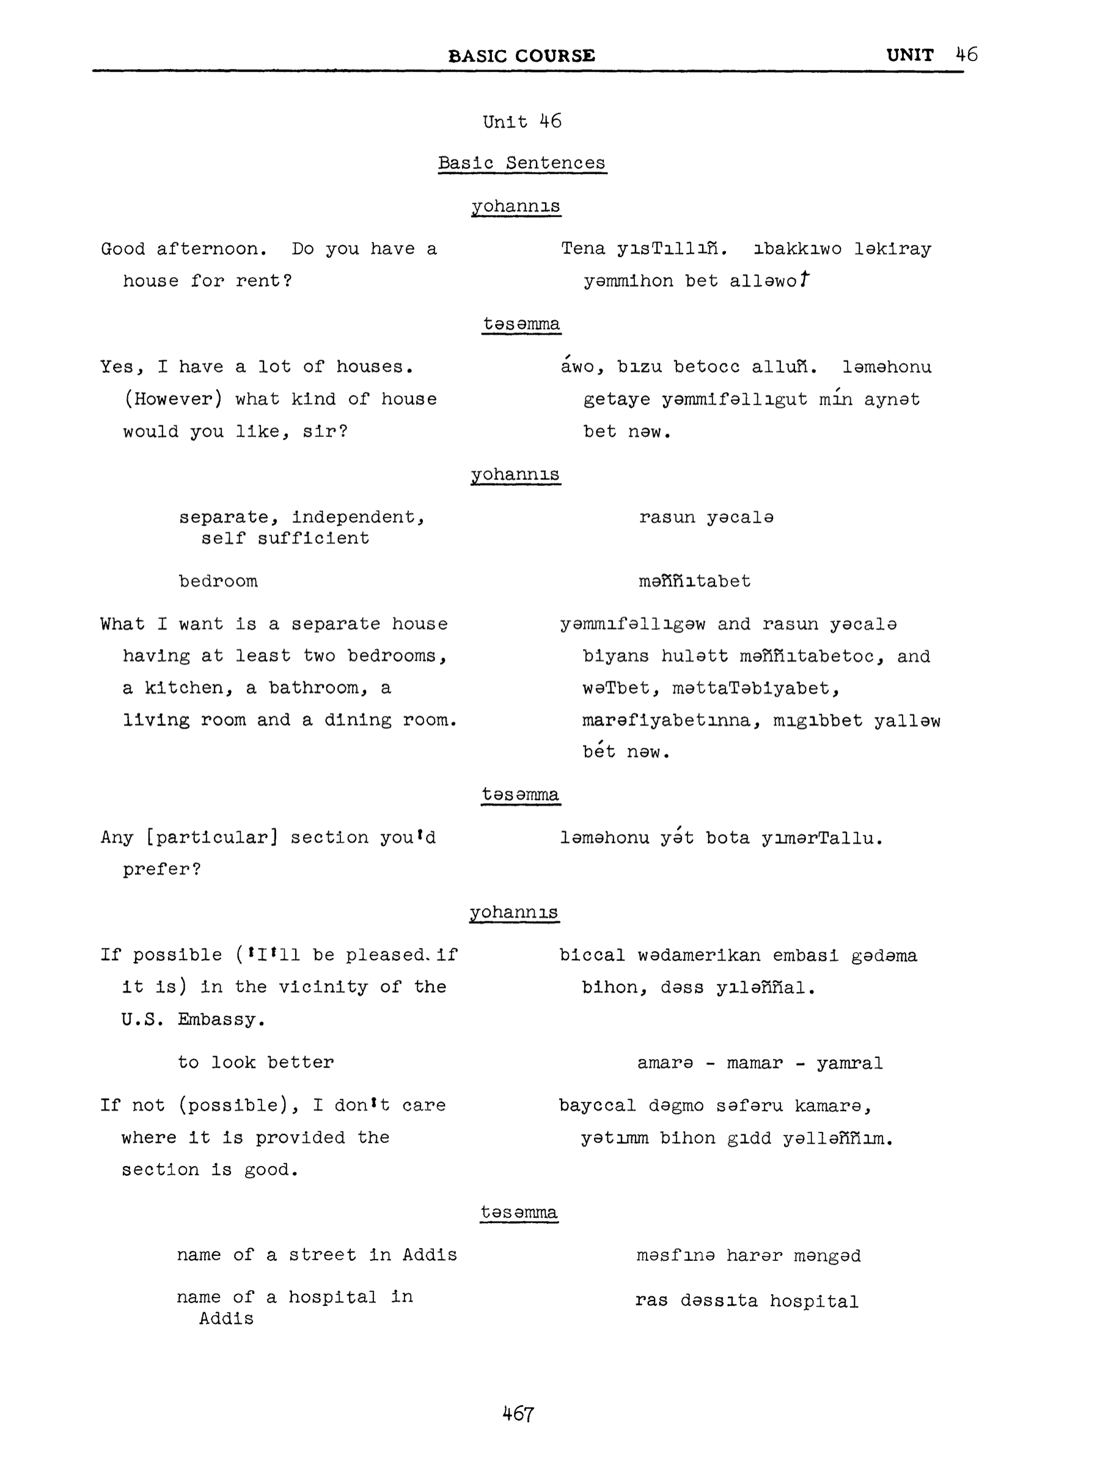 BASIC COURSE UNIT 46
Unit 46
Basic Sentences
yohannıs
Good afternoon. Do you have a
house for rent?
Tena yısTıllıñ. ıbakkıwo ləkiray
yəmmihon bet alləwo↑
təsəmma
Yes, I have a lot of houses.
(However) what kind of house
would you like, sir?
áwo, bızu betocc alluñ. ləməhonu
getaye yəmmifəllıgut mín aynət
bet nəw.
yohannıs
separate, independent,
self sufficient
rasun yəcalə
bedroom
məññıtabet
What I want is a separate house
having at least two bedrooms,
a kitchen, a bathroom, a
living room and a dining room.
yəmmıfəllıgəw and rasun yəcalə
biyans hulətt məññıtabetoc, and
wəTbet, məttaTəbiyabet,
marəfiyabetınna, mıgıbbet yalləw
bét nəw.
təsəmma
Any [particular] section you'd
prefer?
ləməhonu yə́t bota yımərTallu.
yohannıs
If possible ('I'll be pleased.if
it is) in the vicinity of the
U.S. Embassy.
biccal wədamerikan embasi gədəma
bihon, dəss yıləññal.
to look better
amarə - mamar - yamral
If not (possible), I don't care
where it is provided the
section is good.
bayccal dəgmo səfəru kamarə,
yətımm bihon gıdd yəlləññım.
təsəmma
name of a street in Addis
məsfınə harər məngəd
name of a hospital in
Addis
ras dəssıta hospital
467